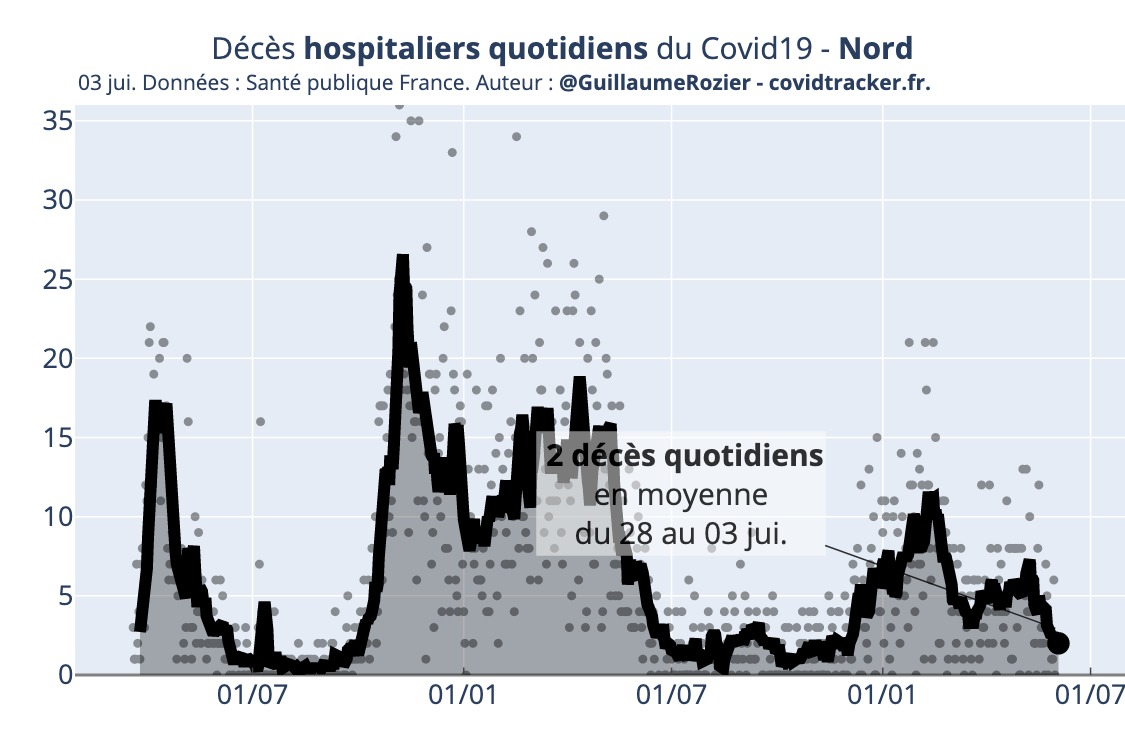 Décès hospitaliers quotidiens du Covid19 - Nord
03 jui. Données : Santé publique France. Auteur : @GuillaumeRozier - covidtracker.fr.
35
30
25
20
15
10
5
0
2 décès quotidiens
en moyenne
du 28 au 03 jui.
01/07 01/01 01/07 01/01 01/07